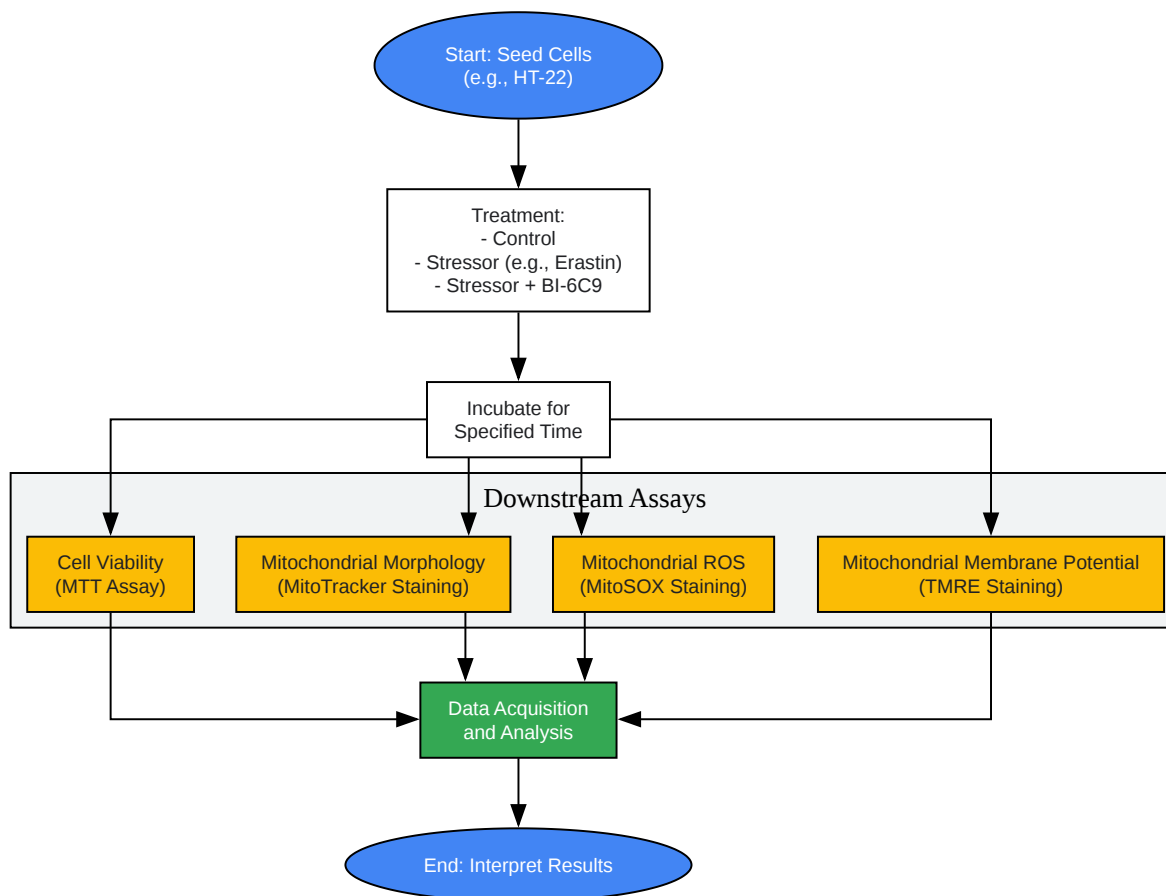 Start: Seed Cells
(e.g., HT-22)
Treatment:
- Control
- Stressor (e.g., Erastin)
- Stressor + BI-6C9
Incubate for
Specified Time
Downstream Assays
Cell Viability
(MTT Assay)
Mitochondrial Morphology
(MitoTracker Staining)
Mitochondrial ROS
(MitoSOX Staining)
Mitochondrial Membrane Potential
(TMRE Staining)
Data Acquisition
and Analysis
End: Interpret Results